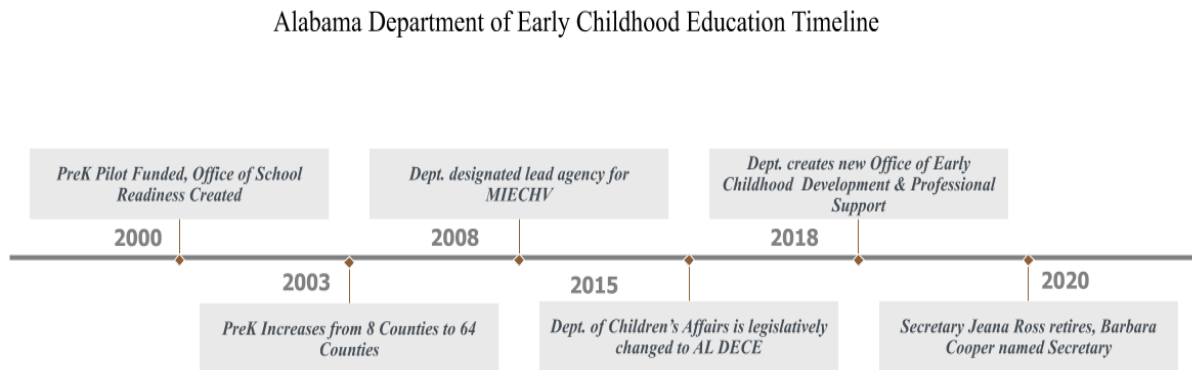 Alabama Department of Early Childhood Education Timeline
PreK Pilot Funded, Office of School
Readiness Created
2000
2003
PreK Increases from 8 Counties to 64
Counties
Dept. designated lead agency for
MIECHV
2008
2015
Dept. of Children's Affairs is legislatively
changed to AL DECE
Dept. creates new Office of Early
Childhood Development & Professional
Support
2018
2020
Secretary Jeana Ross retires, Barbara
Cooper named Secretary